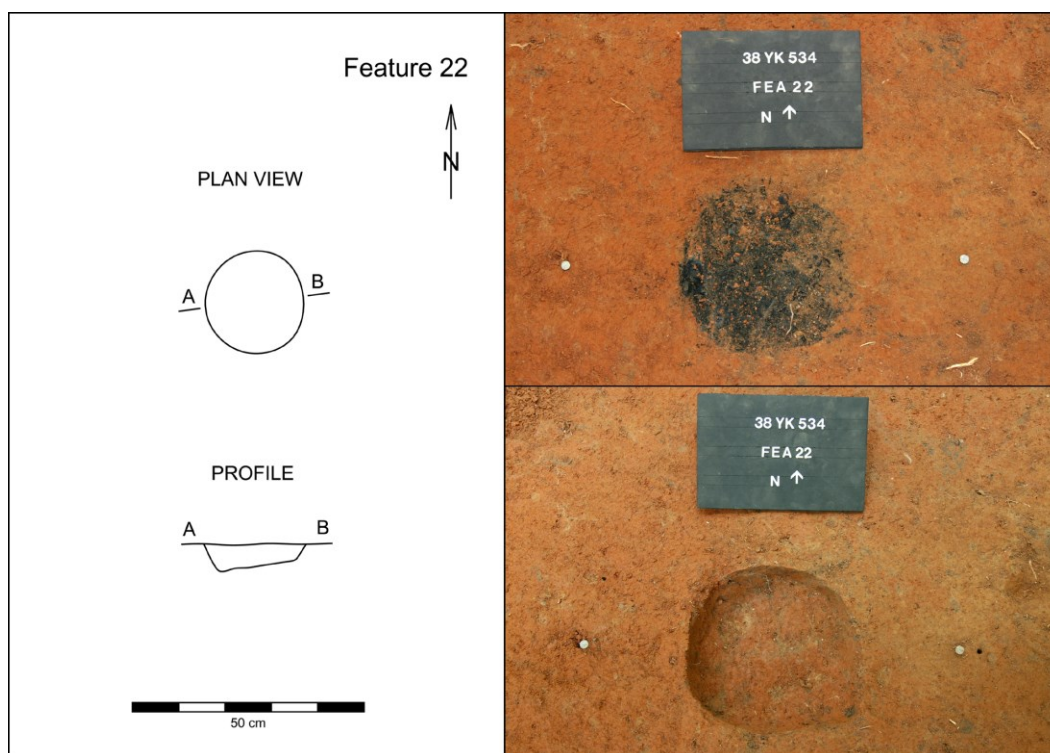 Feature 22
N
PLAN VIEW
A
B
PROFILE
A
B
50 cm
38 YK 534
FEA 22
N ↑
38 YK 534
FEA 22
N ↑